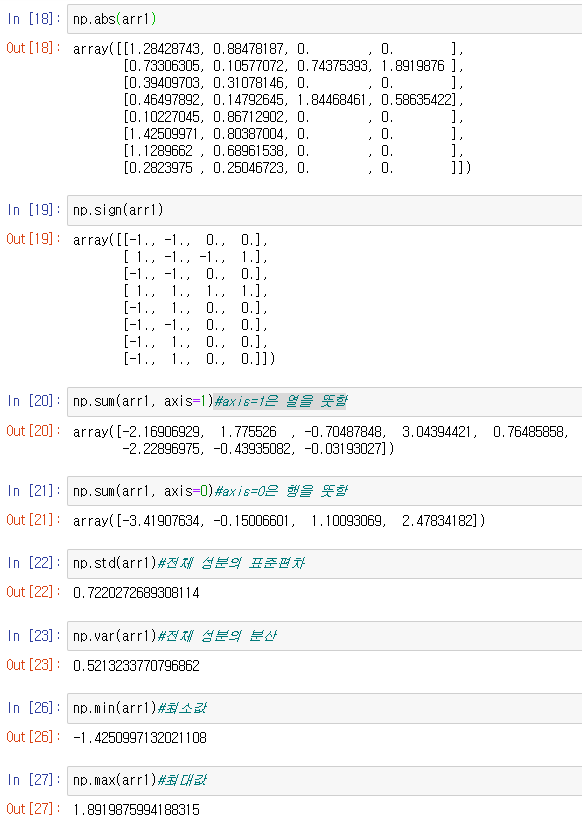 In [18]: np.abs(arr1)
Out[18]: array([[1.28428743, 0.88478187, 0.        , 0.        ],
[0.73306305, 0.10577072, 0.74375393, 1.8919876 ],
[0.39409703, 0.31078146, 0.        , 0.        ],
[0.46497892, 0.14792645, 1.84468461, 0.58635422],
[0.10227045, 0.86712902, 0.        , 0.        ],
[1.42509971, 0.80387004, 0.        , 0.        ],
[1.1289662 , 0.68961538, 0.        , 0.        ],
[0.2823975 , 0.25046723, 0.        , 0.        ]])
In [19]: np.sign(arr1)
Out[19]: array([[-1., -1.,  0.,  0.],
[ 1., -1., -1.,  1.],
[-1., -1.,  0.,  0.],
[ 1.,  1.,  1.,  1.],
[-1.,  1.,  0.,  0.],
[-1., -1.,  0.,  0.],
[-1.,  1.,  0.,  0.],
[-1.,  1.,  0.,  0.]])
In [20]: np.sum(arr1, axis=1)#axis=1은 열을 뜻함
Out[20]: array([-2.16906929,  1.775526  , -0.70487848,  3.04394421,  0.76485858,
-2.22896975, -0.43935082, -0.03193027])
In [21]: np.sum(arr1, axis=0)#axis=0은 행을 뜻함
Out[21]: array([-3.41907634, -0.15006601,  1.10093069,  2.47834182])
In [22]: np.std(arr1)#전체 성분의 표준편차
Out[22]: 0.7220272689308114
In [23]: np.var(arr1)#전체 성분의 분산
Out[23]: 0.5213233770796862
In [26]: np.min(arr1)#최소값
Out[26]: -1.4250997132021108
In [27]: np.max(arr1)#최대값
Out[27]: 1.8919875994188315